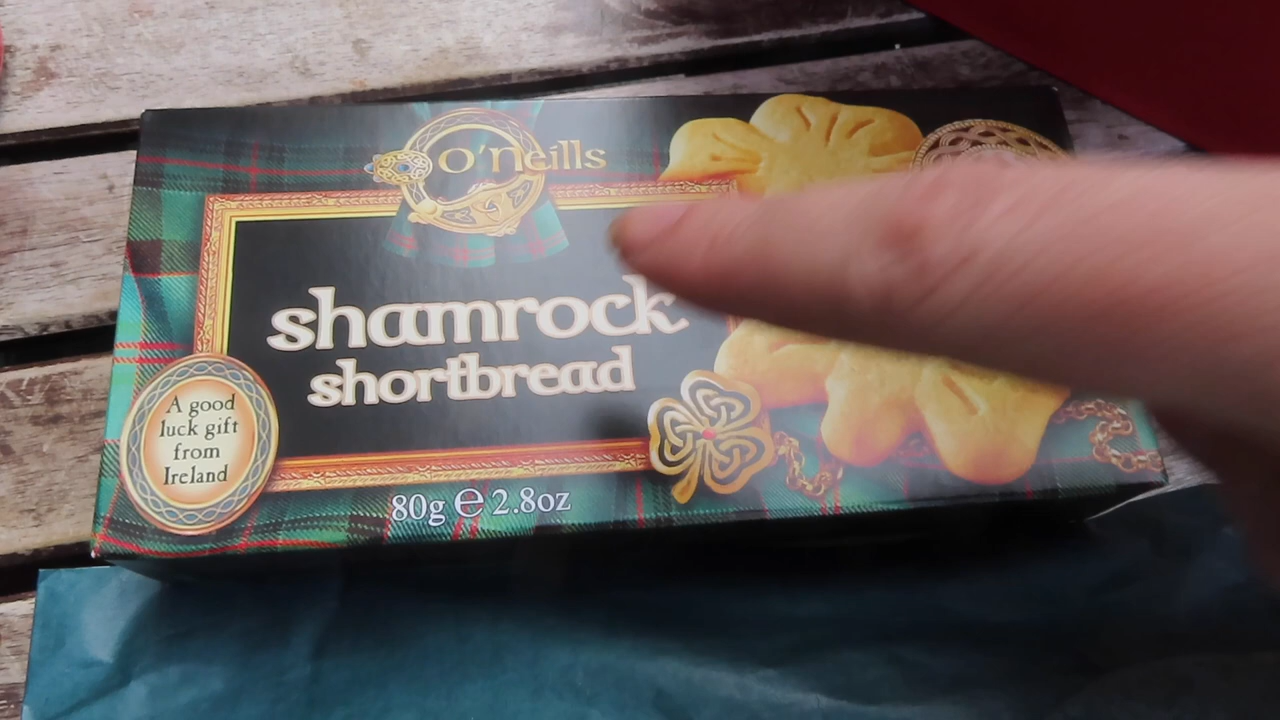 o'neills
shamrock
shortbread
A good
luck gift
from
Ireland
80g ℮ 2.8oz